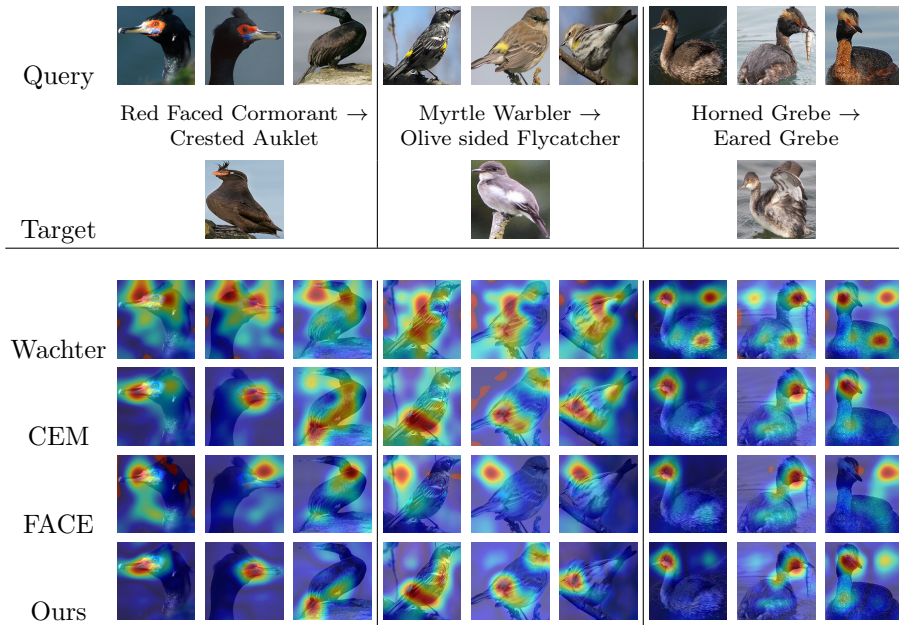 Query
Red Faced Cormorant →
Crested Auklet
Myrtle Warbler →
Olive sided Flycatcher
Horned Grebe →
Eared Grebe
Target
Wachter
CEM
FACE
Ours